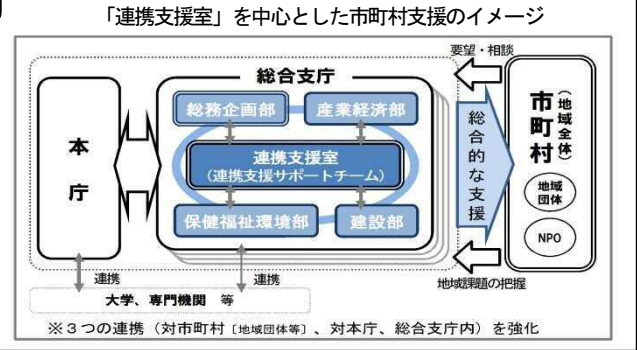 「連携支援室」を中心とした市町村支援のイメージ
要望・相談
総合支庁
総務企画部
産業経済部
本庁
連携支援室
(連携支援サポートチーム)
保健福祉環境部
建設部
総合的な支援
市町村
(地域全体)
地域
団体
NPO
連携
連携
地域課題の把握
大学、専門機関 等
※3つの連携(対市町村〔地域団体等〕、対本庁、総合支庁内)を強化